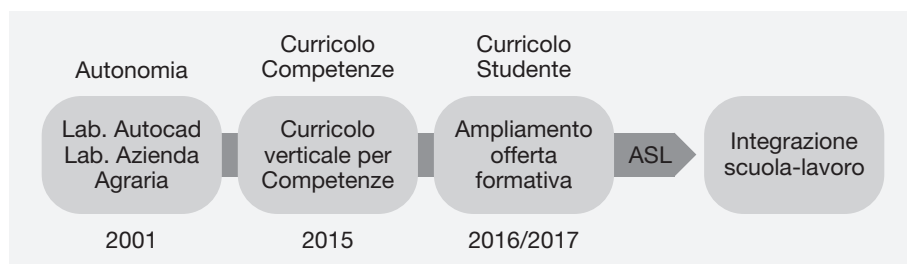 Autonomia
Curricolo
Competenze
Curricolo
Studente
Lab. Autocad
Lab. Azienda
Agraria
Curricolo
verticale per
Competenze
Ampliamento
offerta
formativa
ASL
Integrazione
scuola-lavoro
2001
2015
2016/2017